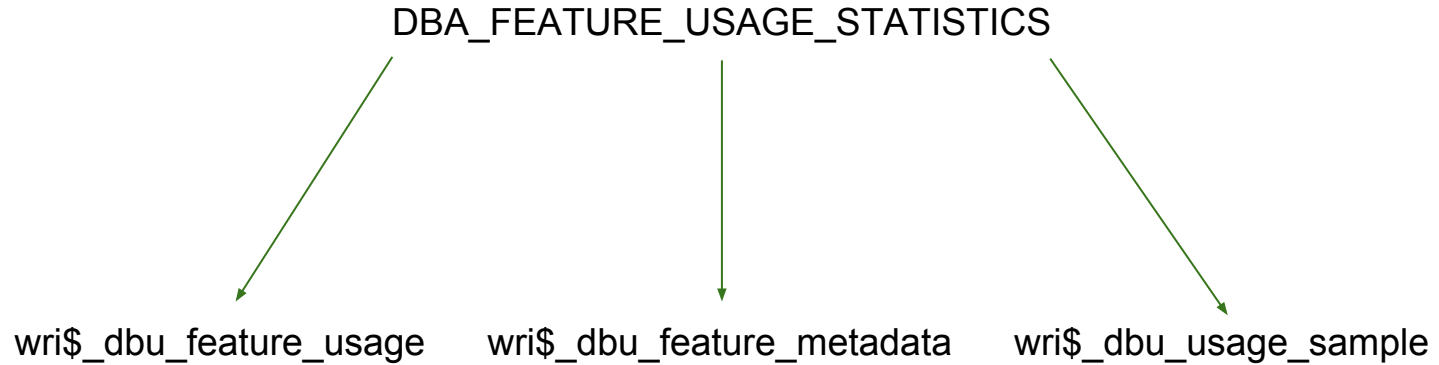 DBA_FEATURE_USAGE_STATISTICS
wri$_dbu_feature_usage wri$_dbu_feature_metadata wri$_dbu_usage_sample